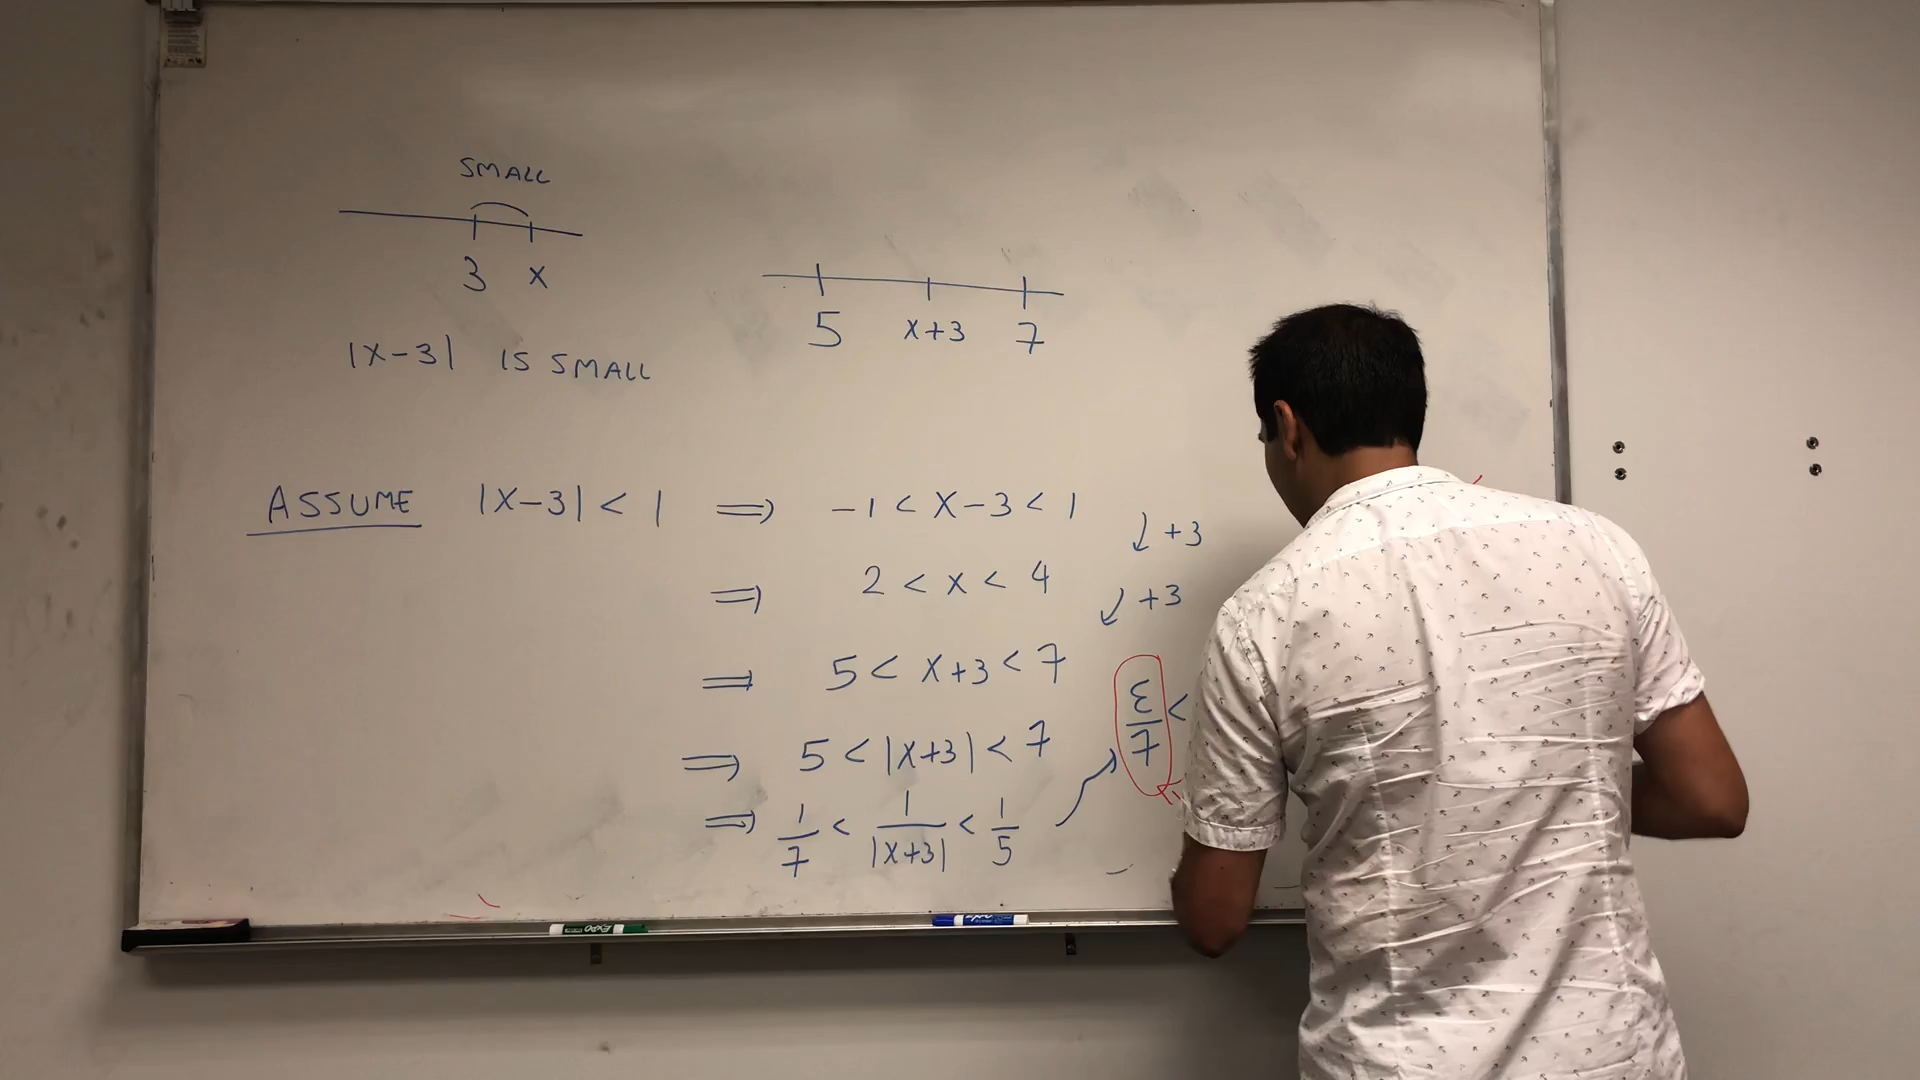 SMALL
3 x
|x-3| IS SMALL
5 x+3 7
ASSUME |x-3| < 1 ⟹ -1 < x-3 < 1
↓ +3
⟹ 2 < x < 4
↓ +3
⟹ 5 < x+3 < 7
⟹ 5 < |x+3| < 7
⟹ 1/7 < 1/|x+3| < 1/5
ε/7 <
EXPO